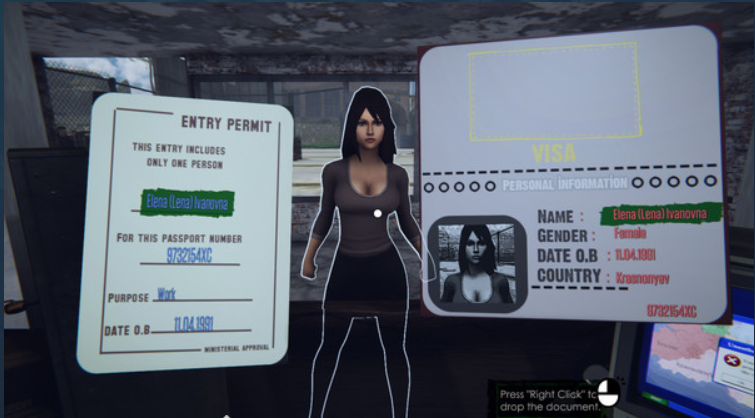 ENTRY PERMIT
THIS ENTRY INCLUDES
ONLY ONE PERSON
Elena (Lena) Ivanovna
FOR THIS PASSPORT NUMBER
9732154XC
PURPOSE Work
DATE O.B 11.04.1991
MINISTERIAL APPROVAL
VISA
PERSONAL INFORMATION
NAME : Elena (Lena) Ivanovna
GENDER : Female
DATE O.B : 11.04.1991
COUNTRY : Krasnonyav
9732154XC
Press "Right Click" to
drop the document.